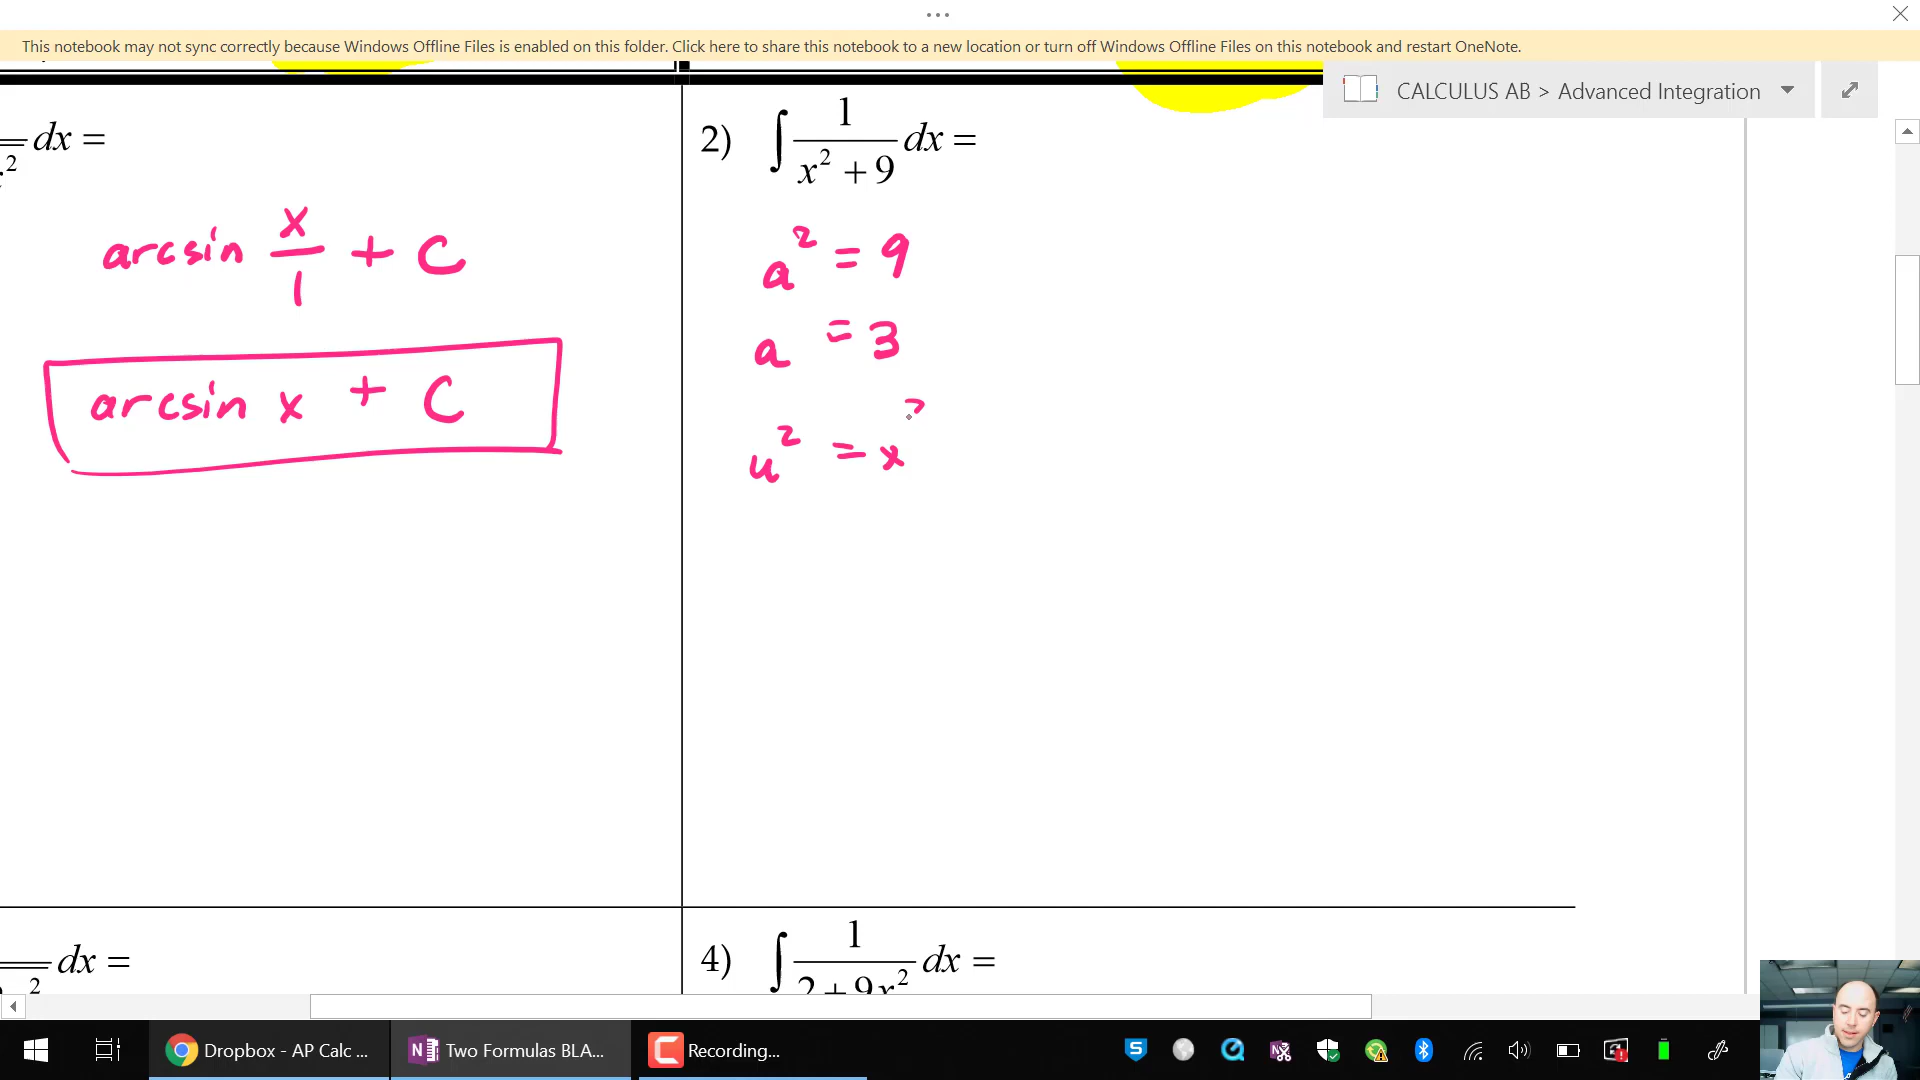 This notebook may not sync correctly because Windows Offline Files is enabled on this folder. Click here to share this notebook to a new location or turn off Windows Offline Files on this notebook and restart OneNote.
CALCULUS AB > Advanced Integration
2 dx =
arcsin x/1 + C
arcsin x + C
2) ∫ 1/(x² + 9) dx =
a² = 9
a = 3
u² = x
2 dx =
4) ∫ 1/(2 + 9x²) dx =
Dropbox - AP Calc ...
N Two Formulas BLA...
Recording...